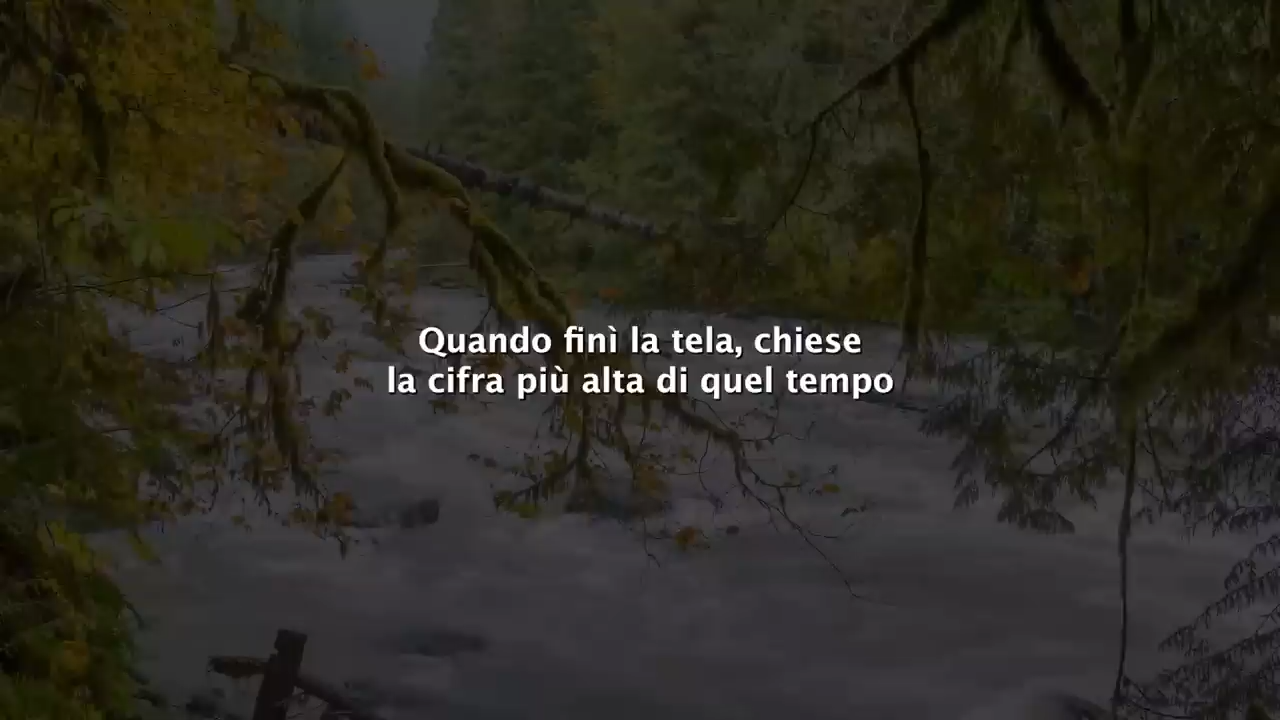 Quando finì la tela, chiese
la cifra più alta di quel tempo